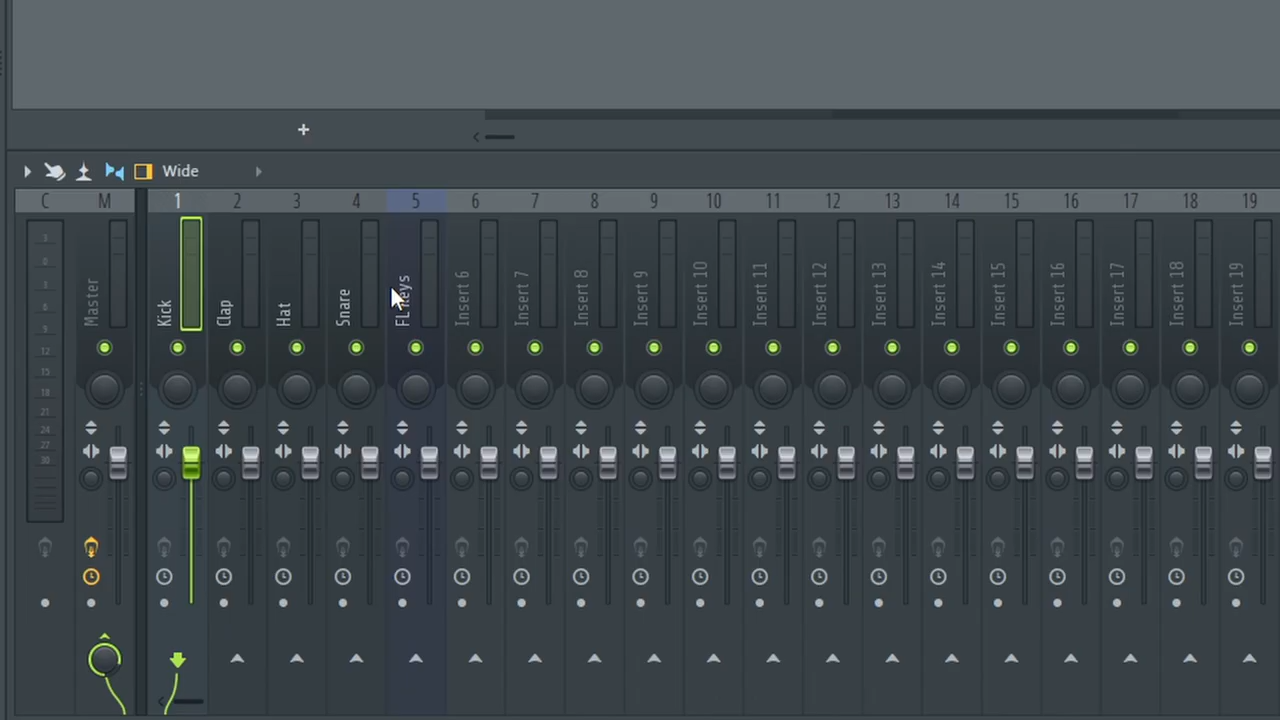 Wide
C M 1 2 3 4 5 6 7 8 9 10 11 12 13 14 15 16 17 18 19
3
0
3
6
9
12
15
18
21
24
27
30
Master
Kick
Clap
Hat
Snare
FL Keys
Insert 6
Insert 7
Insert 8
Insert 9
Insert 10
Insert 11
Insert 12
Insert 13
Insert 14
Insert 15
Insert 16
Insert 17
Insert 18
Insert 19